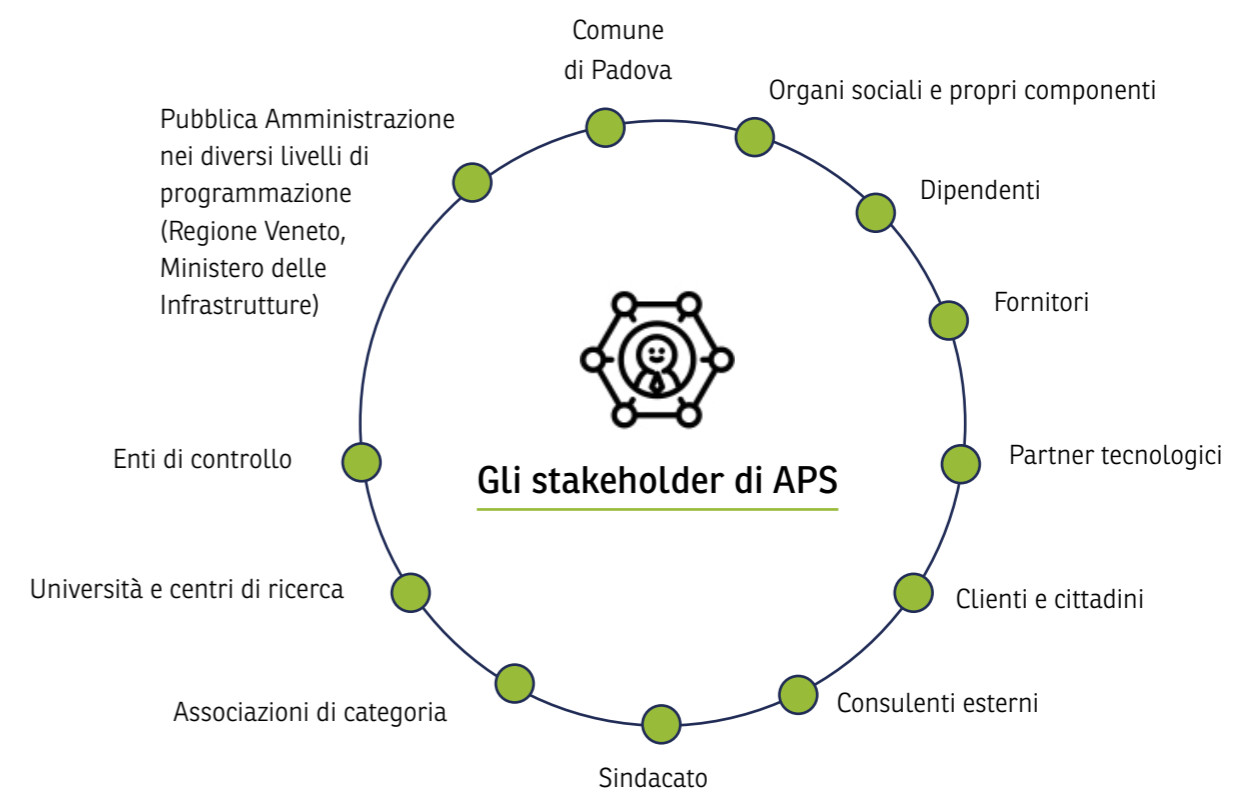 Comune
di Padova
Organi sociali e propri componenti
Dipendenti
Fornitori
Partner tecnologici
Clienti e cittadini
Consulenti esterni
Sindacato
Associazioni di categoria
Università e centri di ricerca
Enti di controllo
Pubblica Amministrazione
nei diversi livelli di
programmazione
(Regione Veneto,
Ministero delle
Infrastrutture)
Gli stakeholder di APS